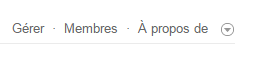 Gérer · Membres · À propos de